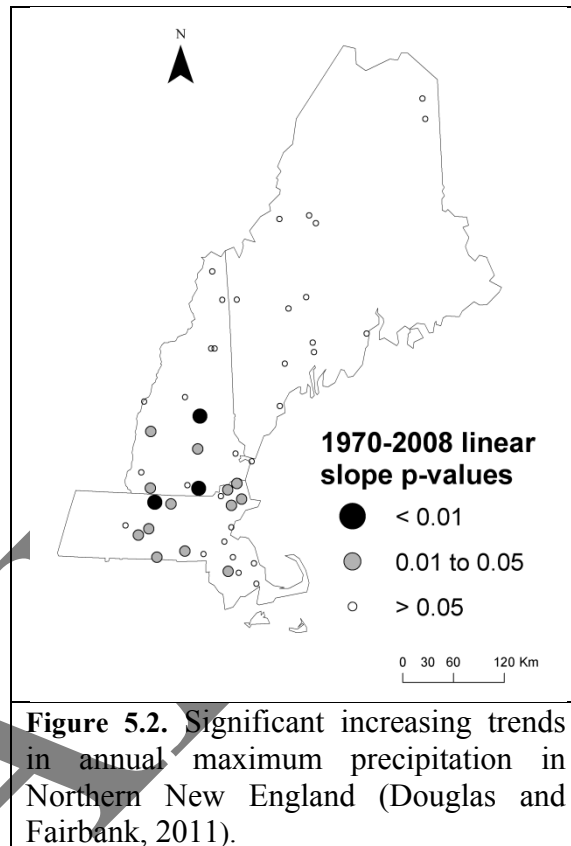 N
1970-2008 linear
slope p-values
< 0.01
0.01 to 0.05
> 0.05
0 30 60 120 Km
Figure 5.2. Significant increasing trends
in annual maximum precipitation in
Northern New England (Douglas and
Fairbank, 2011).